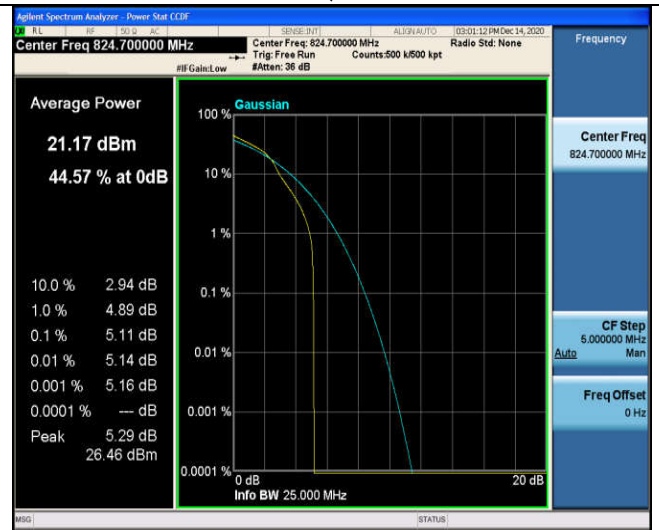 Agilent Spectrum Analyzer - Power Stat CCDF
RL RF 50 Ω AC SENSE:INT ALIGN AUTO 03:01:12 PM Dec 14, 2020
Center Freq 824.700000 MHz
Center Freq: 824.700000 MHz Radio Std: None
Trig: Free Run Counts:500 k/500 kpt
#IFGain:Low #Atten: 36 dB
Frequency
Average Power
21.17 dBm
44.57 % at 0dB
10.0 % 2.94 dB
1.0 % 4.89 dB
0.1 % 5.11 dB
0.01 % 5.14 dB
0.001 % 5.16 dB
0.0001 % --- dB
Peak 5.29 dB
26.46 dBm
Gaussian
100 %
10 %
1 %
0.1 %
0.01 %
0.001 %
0.0001 %
0 dB 20 dB
Info BW 25.000 MHz
Center Freq
824.700000 MHz
CF Step
5.000000 MHz
Auto Man
Freq Offset
0 Hz
MSG STATUS